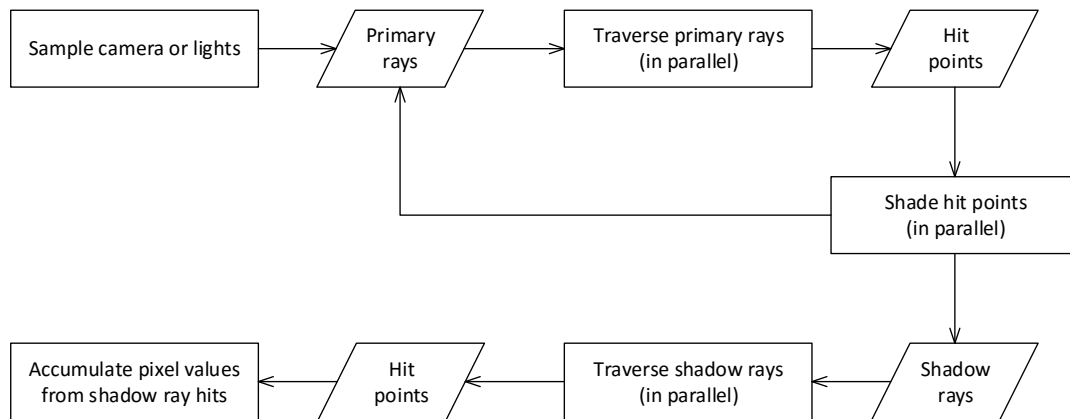 Sample camera or lights
Primary
rays
Traverse primary rays
(in parallel)
Hit
points
Shade hit points
(in parallel)
Shadow
rays
Traverse shadow rays
(in parallel)
Hit
points
Accumulate pixel values
from shadow ray hits